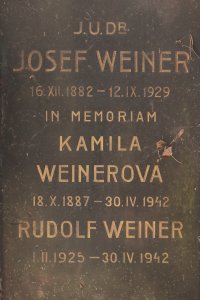 J.U.DR.
JOSEF WEINER
16.XII.1882 – 12.IX.1929
IN MEMORIAM
KAMILA
WEINEROVA
18.X.1887 – 30.IV.1942
RUDOLF WEINER
1.II.1925 – 30.IV.1942